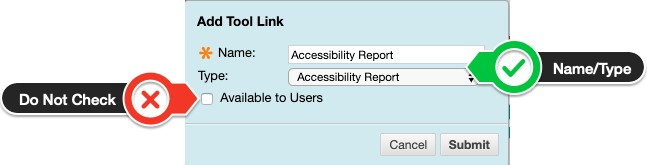 Add Tool Link
Name: Accessibility Report
Name/Type
Type: Accessibility Report
Do Not Check
Available to Users
Cancel Submit